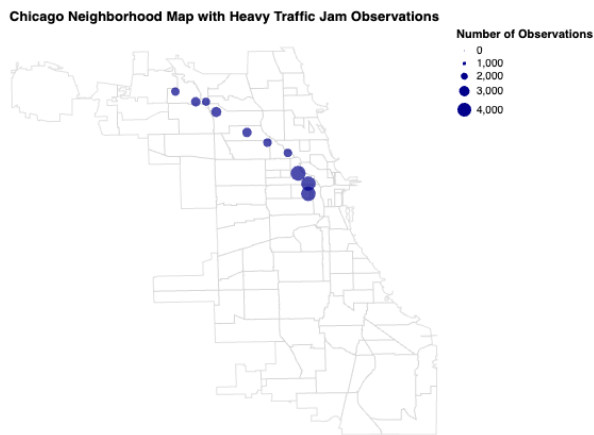 Chicago Neighborhood Map with Heavy Traffic Jam Observations
Number of Observations
0
1,000
2,000
3,000
4,000